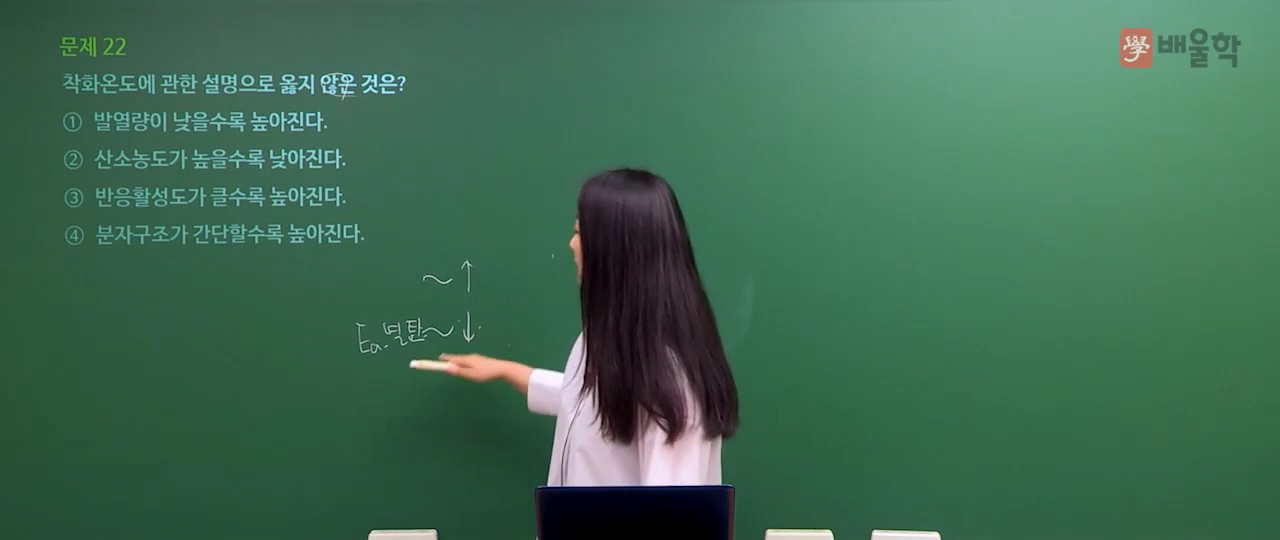 문제 22
學 배울학
착화온도에 관한 설명으로 옳지 않은 것은?
① 발열량이 낮을수록 높아진다.
② 산소농도가 높을수록 낮아진다.
③ 반응활성도가 클수록 높아진다.
④ 분자구조가 간단할수록 높아진다.
~ ↑
Ea. 열탄~ ↓